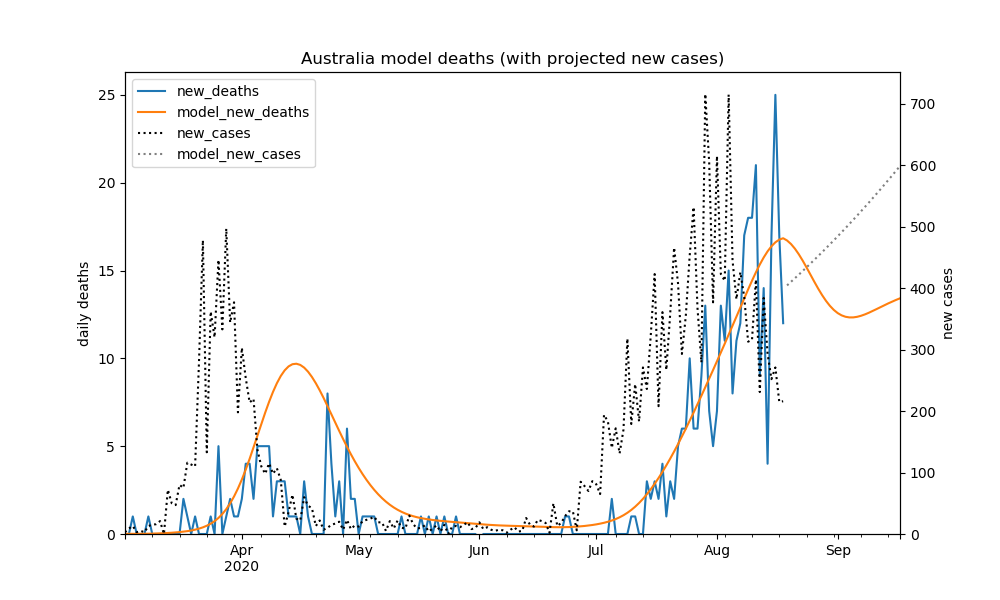 Australia model deaths (with projected new cases)
new_deaths
model_new_deaths
new_cases
model_new_cases
daily deaths
25
20
15
10
5
0
700
600
500
400
300
200
100
0
new cases
Apr May Jun Jul Aug Sep
2020